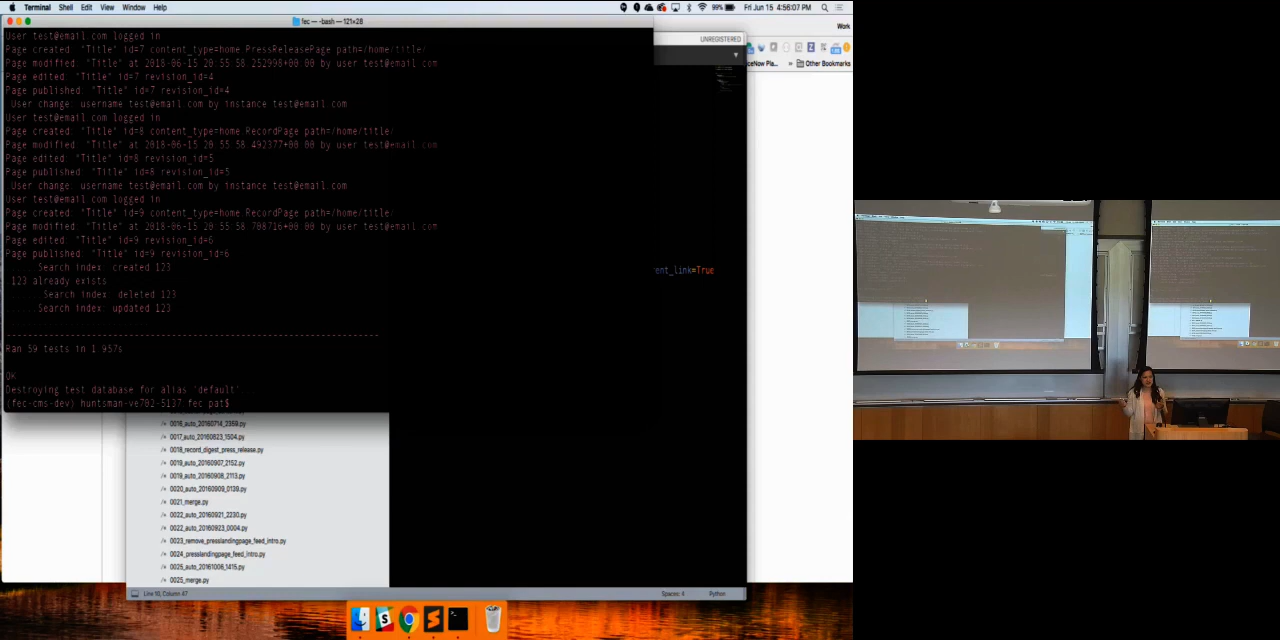 Terminal Shell Edit View Window Help
99% Fri Jun 15 4:56:07 PM
fec — -bash — 121×28
Work
UNREGISTERED
Other Bookmarks
User test@email.com logged in
Page created: "Title" id=7 content_type=home.PressReleasePage path=/home/title/
Page modified: "Title" at 2018-06-15 20:55:58.252998+00:00 by user test@email.com
Page edited: "Title" id=7 revision_id=4
Page published: "Title" id=7 revision_id=4
.User change: username test@email.com by instance test@email.com
User test@email.com logged in
Page created: "Title" id=8 content_type=home.RecordPage path=/home/title/
Page modified: "Title" at 2018-06-15 20:55:58.492377+00:00 by user test@email.com
Page edited: "Title" id=8 revision_id=5
Page published: "Title" id=8 revision_id=5
.User change: username test@email.com by instance test@email.com
User test@email.com logged in
Page created: "Title" id=9 content_type=home.RecordPage path=/home/title/
Page modified: "Title" at 2018-06-15 20:55:58.708716+00:00 by user test@email.com
Page edited: "Title" id=9 revision_id=6
Page published: "Title" id=9 revision_id=6
Search index: created 123
123 already exists
Search index: deleted 123
Search index: updated 123
ent_link=True
Ran 59 tests in 1.957s
OK
Destroying test database for alias 'default'...
(fec-cms-dev) huntsman-ve702-5137:fec pat$
0016_auto_20160714_2359.py
0017_auto_20160823_1504.py
0018_record_digest_press_release.py
0019_auto_20160907_2152.py
0019_auto_20160908_2113.py
0020_auto_20160909_0139.py
0021_merge.py
0022_auto_20160921_2230.py
0022_auto_20160923_0004.py
0023_remove_presslandingpage_feed_intro.py
0024_presslandingpage_feed_intro.py
0025_auto_20161006_1415.py
0025_merge.py
Line 10, Column 47
Spaces: 4
Python